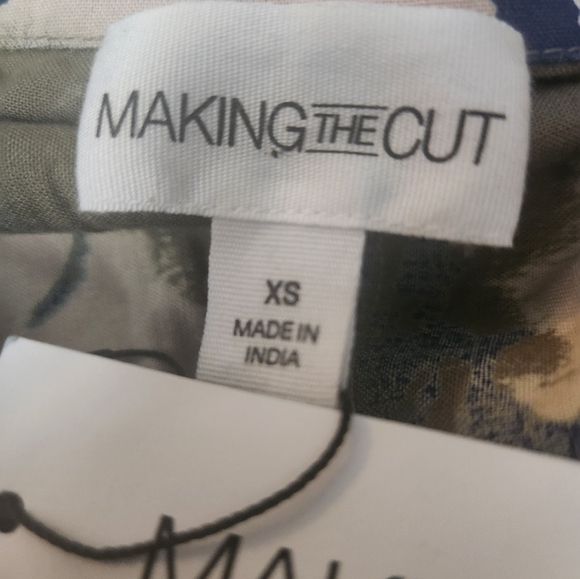 MAKING THE CUT
XS
MADE IN
INDIA